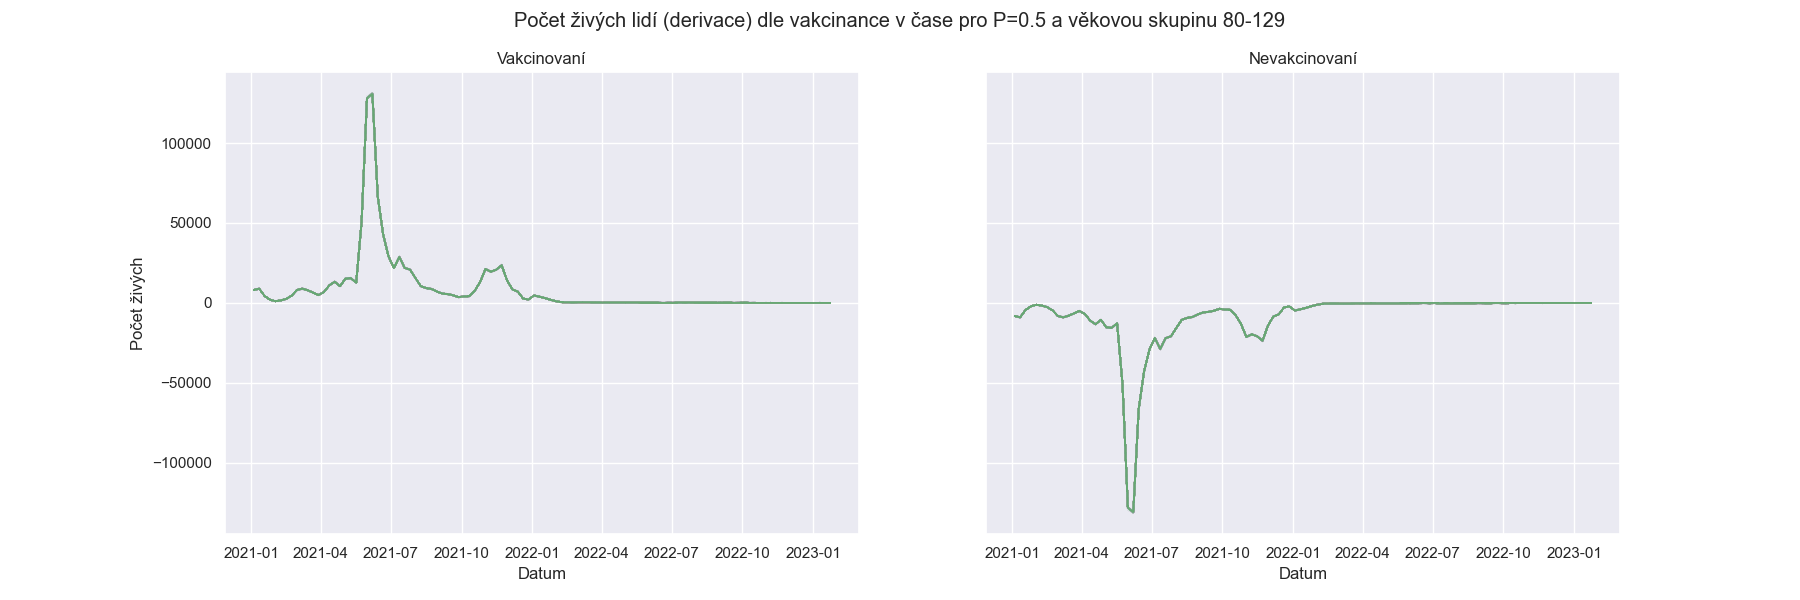 Počet živých lidí (derivace) dle vakcinance v čase pro P=0.5 a věkovou skupinu 80-129
Vakcinovaní
Nevakcinovaní
Počet živých
100000
50000
0
−50000
−100000
2021-01 2021-04 2021-07 2021-10 2022-01 2022-04 2022-07 2022-10 2023-01
Datum
2021-01 2021-04 2021-07 2021-10 2022-01 2022-04 2022-07 2022-10 2023-01
Datum